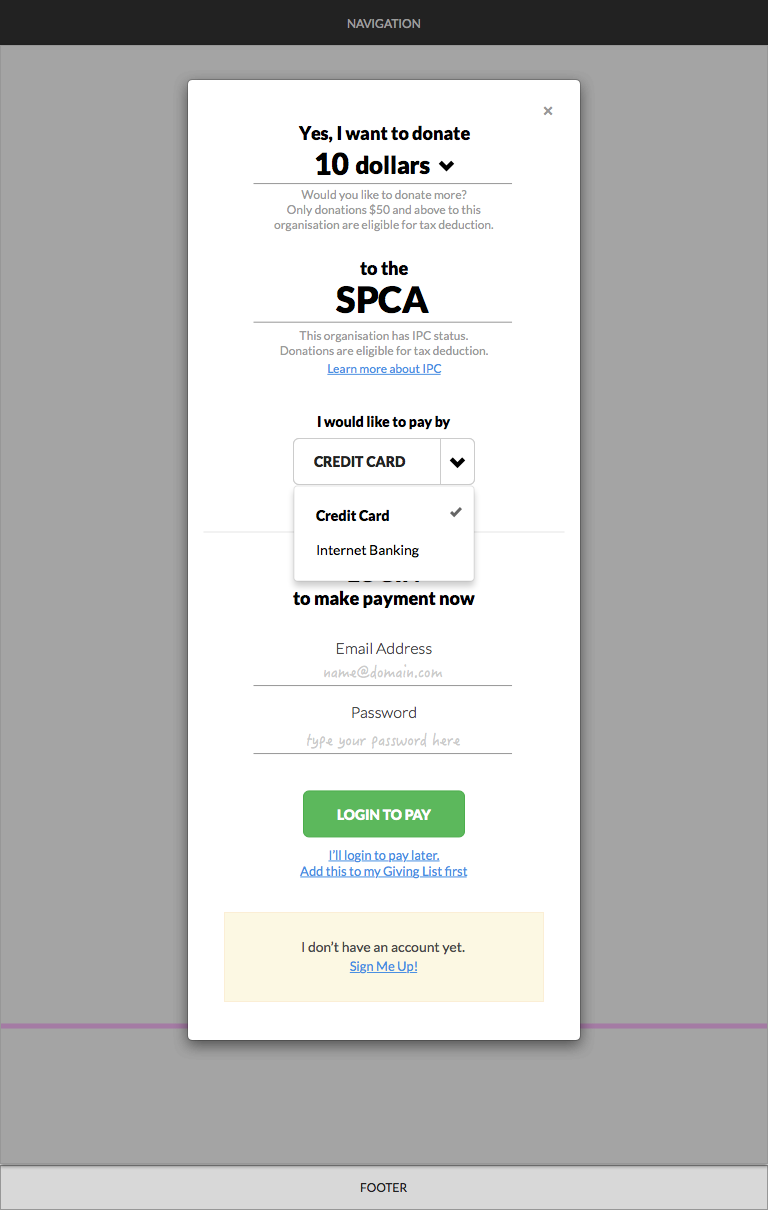 NAVIGATION
×
Yes, I want to donate
10 dollars
Would you like to donate more?
Only donations $50 and above to this
organisation are eligible for tax deduction.
to the
SPCA
This organisation has IPC status.
Donations are eligible for tax deduction.
Learn more about IPC
I would like to pay by
CREDIT CARD
Credit Card
Internet Banking
to make payment now
Email Address
name@domain.com
Password
type your password here
LOGIN TO PAY
I'll login to pay later.
Add this to my Giving List first
I don't have an account yet.
Sign Me Up!
FOOTER